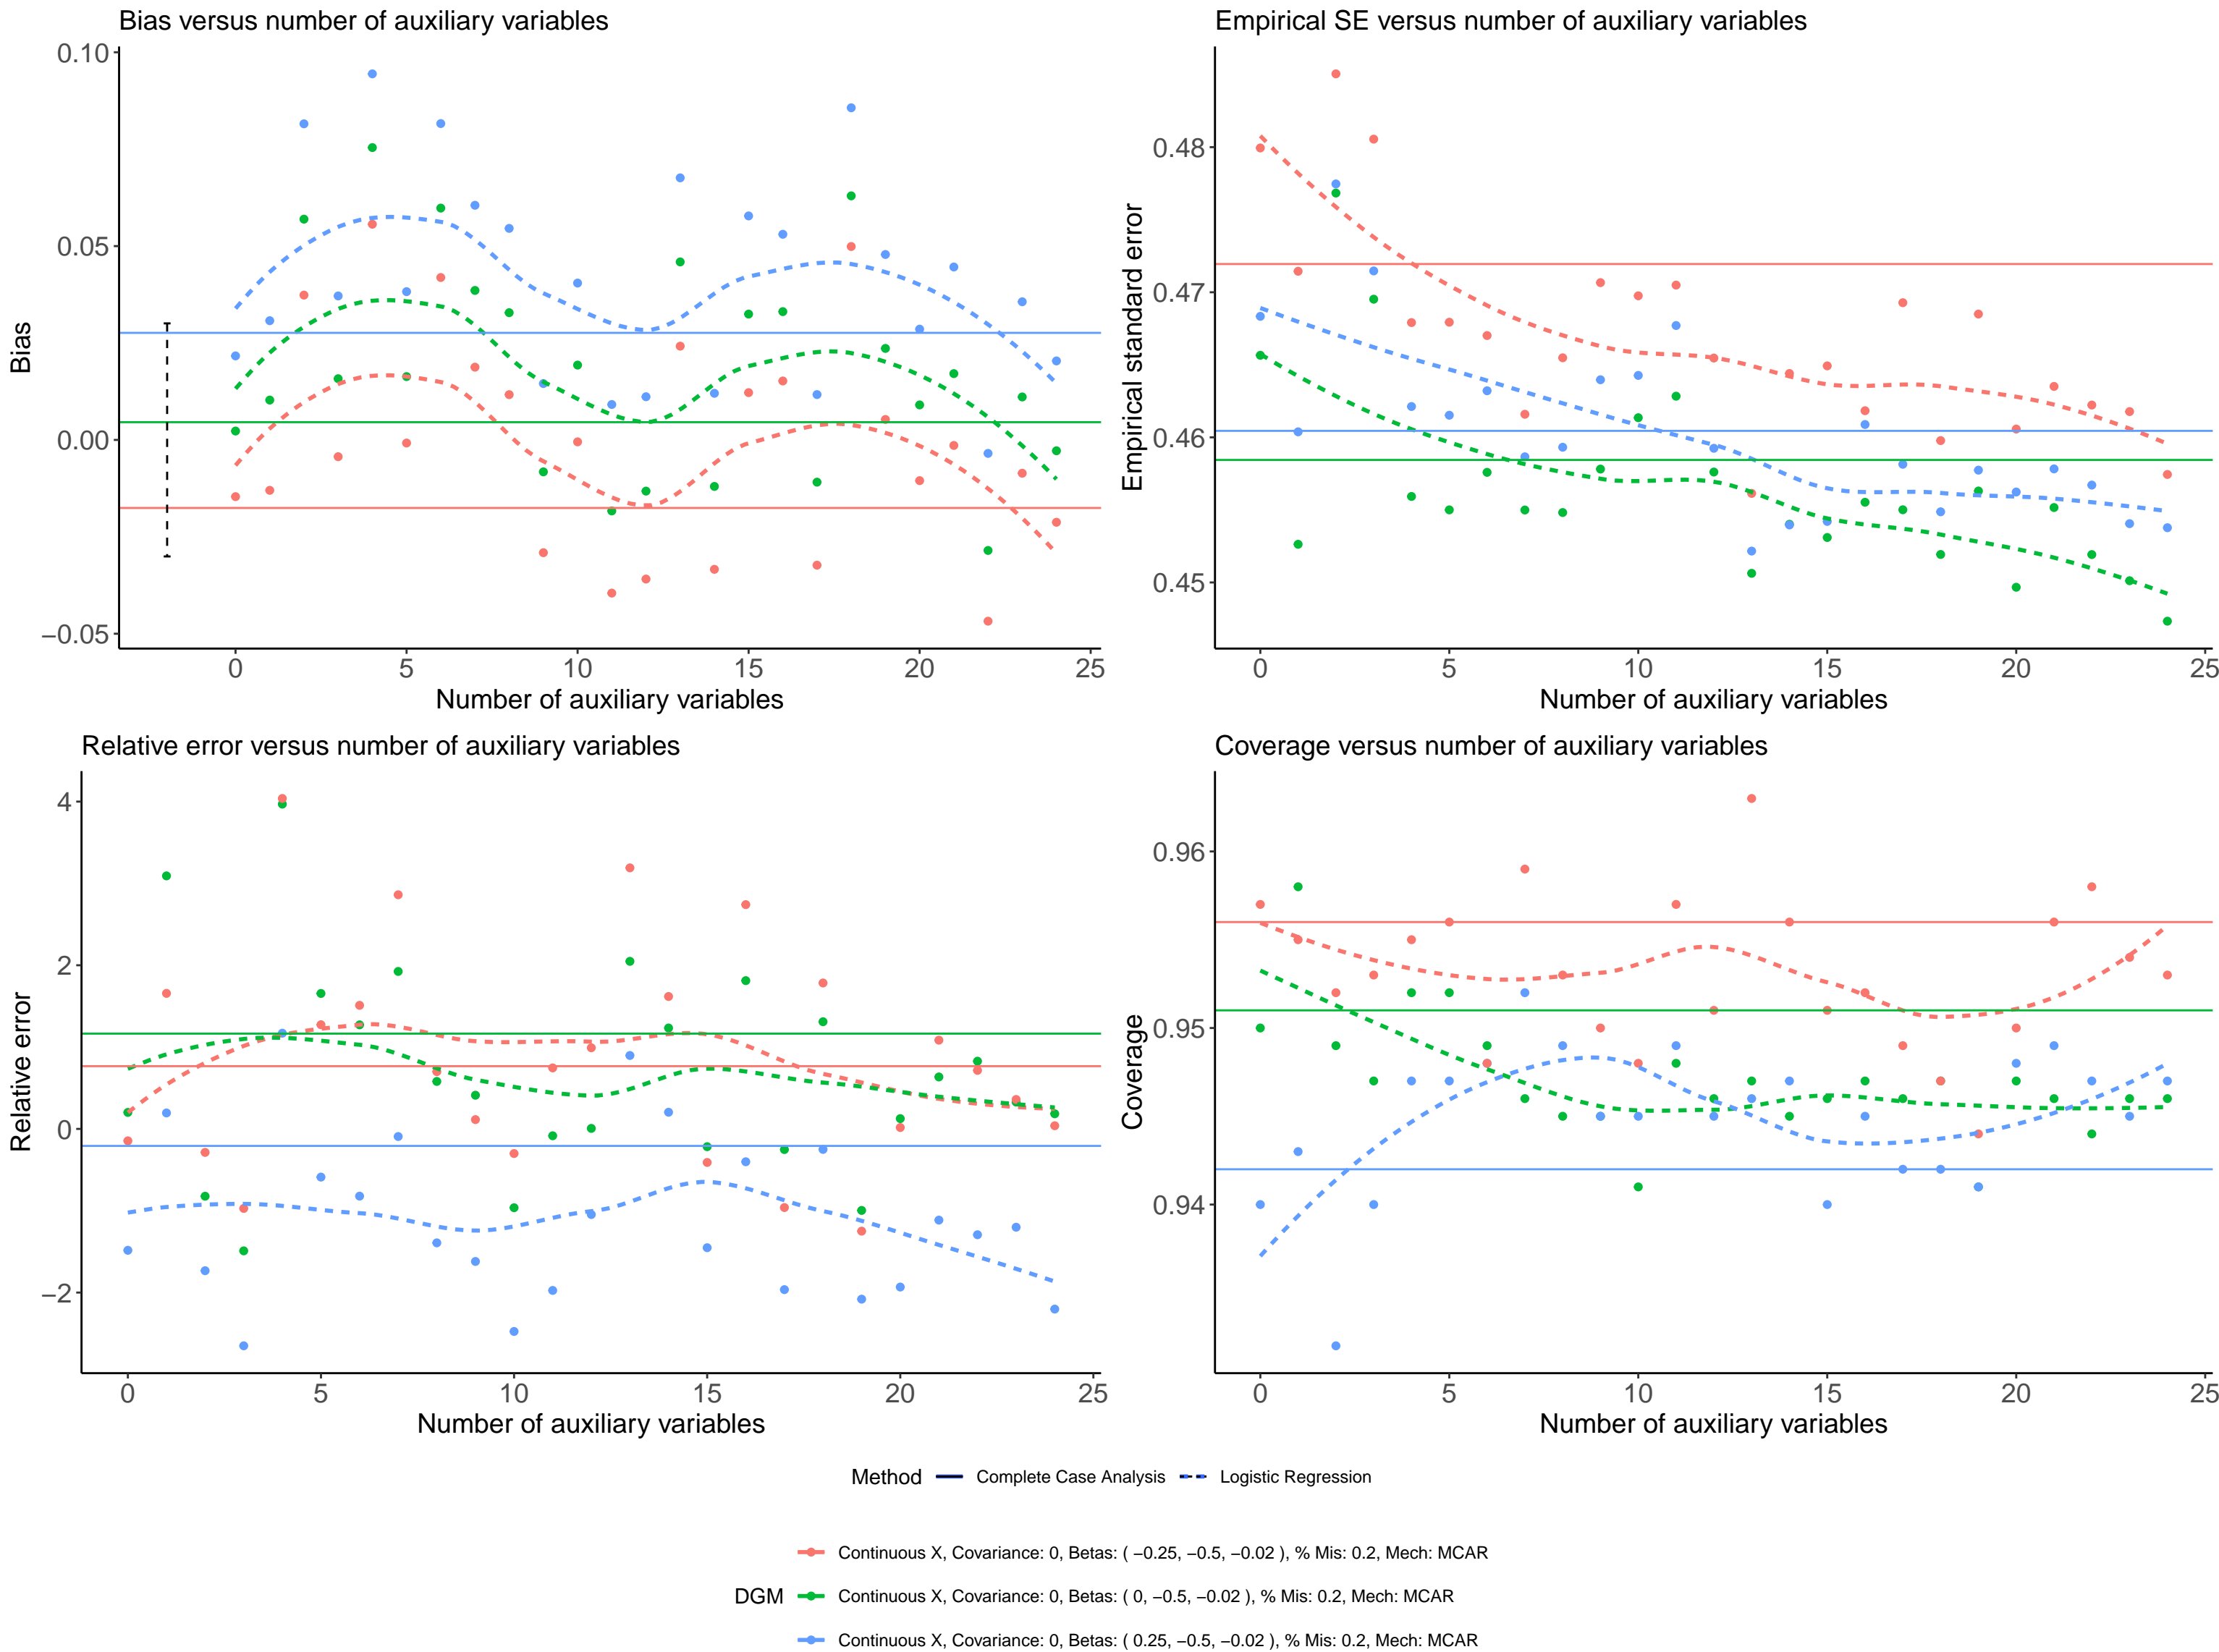 Bias versus number of auxiliary variables
0.10
0.05
0.00
−0.05
Bias
0 5 10 15 20 25
Number of auxiliary variables
Empirical SE versus number of auxiliary variables
0.48
0.47
0.46
0.45
Empirical standard error
0 5 10 15 20 25
Number of auxiliary variables
Relative error versus number of auxiliary variables
4
2
0
−2
Relative error
0 5 10 15 20 25
Number of auxiliary variables
Coverage versus number of auxiliary variables
0.96
0.95
0.94
Coverage
0 5 10 15 20 25
Number of auxiliary variables
Method Complete Case Analysis Logistic Regression
Continuous X, Covariance: 0, Betas: ( −0.25, −0.5, −0.02 ), % Mis: 0.2, Mech: MCAR
DGM Continuous X, Covariance: 0, Betas: ( 0, −0.5, −0.02 ), % Mis: 0.2, Mech: MCAR
Continuous X, Covariance: 0, Betas: ( 0.25, −0.5, −0.02 ), % Mis: 0.2, Mech: MCAR